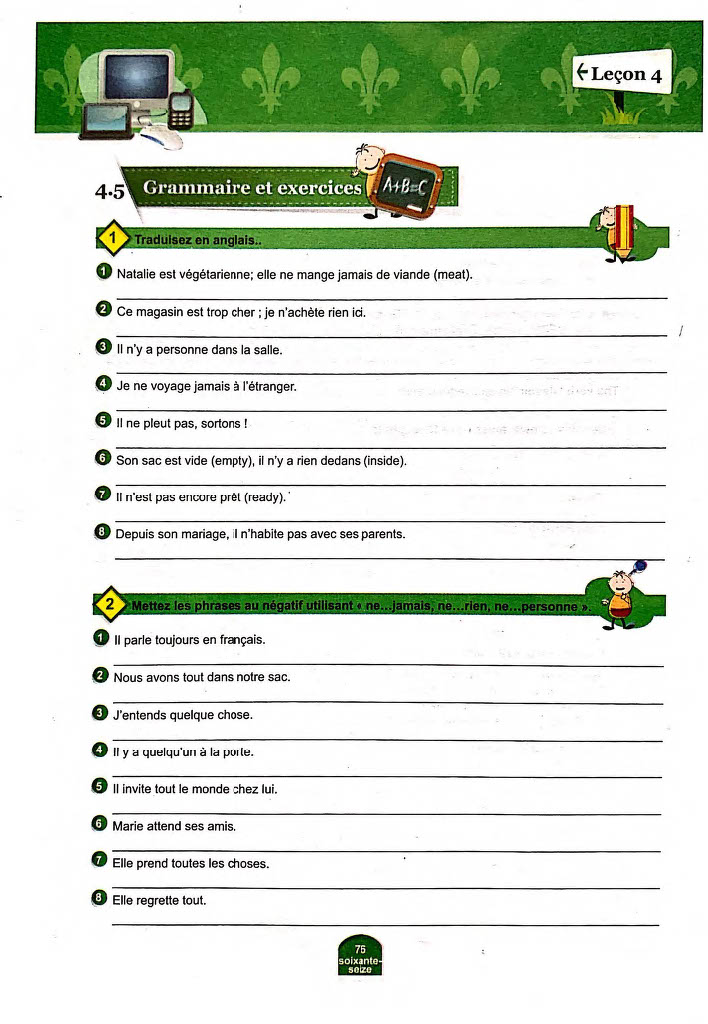 Leçon 4
4.5 Grammaire et exercices
A+B=C
1 Traduisez en anglais..
1 Natalie est végétarienne; elle ne mange jamais de viande (meat).
2 Ce magasin est trop cher ; je n'achète rien ici.
3 Il n'y a personne dans la salle.
4 Je ne voyage jamais à l'étranger.
5 Il ne pleut pas, sortons !
6 Son sac est vide (empty), il n'y a rien dedans (inside).
7 Il n'est pas encore prêt (ready).
8 Depuis son mariage, il n'habite pas avec ses parents.
2 Mettez les phrases au négatif utilisant « ne...jamais, ne...rien, ne...personne ».
1 Il parle toujours en français.
2 Nous avons tout dans notre sac.
3 J'entends quelque chose.
4 Il y a quelqu'un à la porte.
5 Il invite tout le monde chez lui.
6 Marie attend ses amis.
7 Elle prend toutes les choses.
8 Elle regrette tout.
76
soixante-
seize